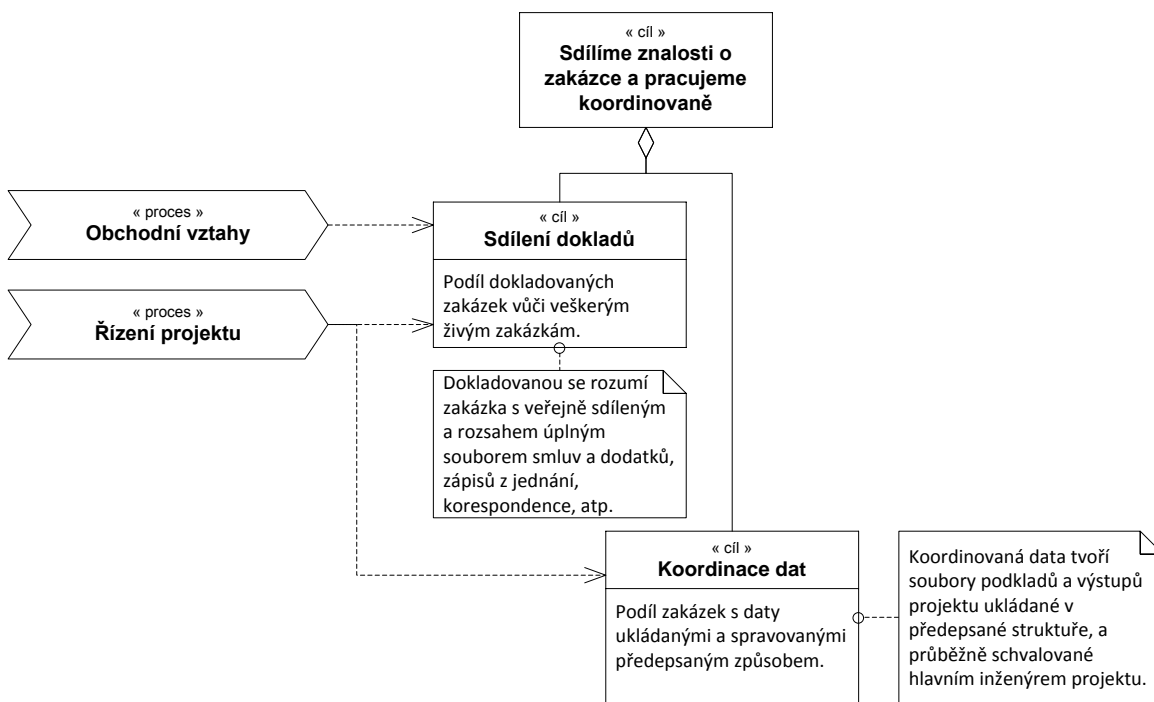 « cíl »
Sdílíme znalosti o
zakázce a pracujeme
koordinovaně
« proces »
Obchodní vztahy
« cíl »
Sdílení dokladů
Podíl dokladovaných
zakázek vůči veškerým
živým zakázkám.
« proces »
Řízení projektu
Dokladovanou se rozumí
zakázka s veřejně sdíleným
a rozsahem úplným
souborem smluv a dodatků,
zápisů z jednání,
korespondence, atp.
« cíl »
Koordinace dat
Podíl zakázek s daty
ukládanými a spravovanými
předepsaným způsobem.
Koordinovaná data tvoří
soubory podkladů a výstupů
projektu ukládané v
předepsané struktuře, a
průběžně schvalované
hlavním inženýrem projektu.